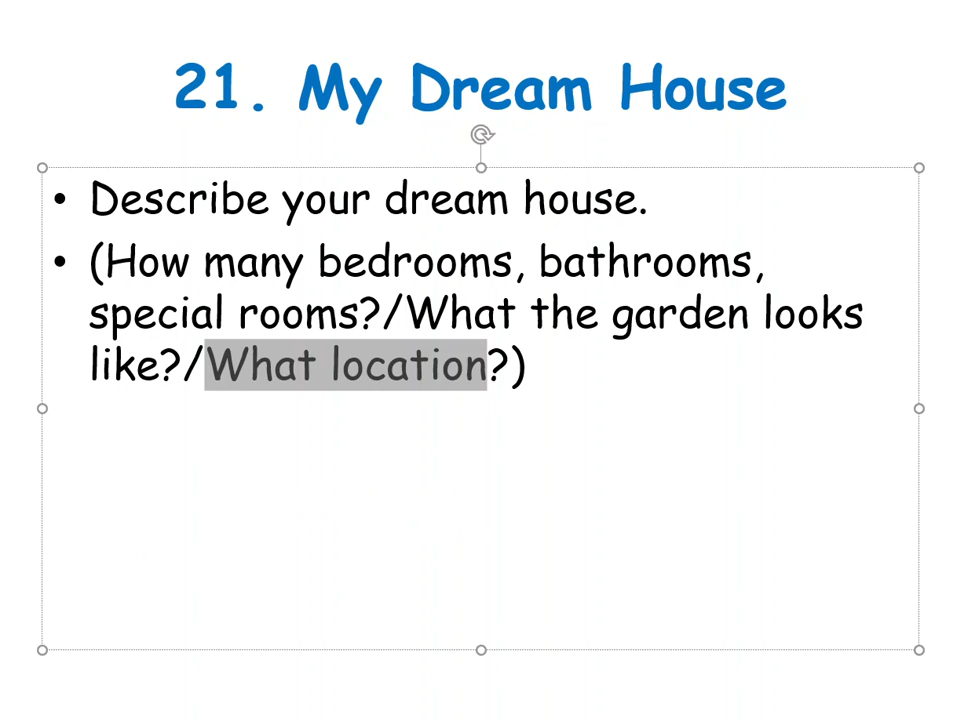 21. My Dream House
• Describe your dream house.
• (How many bedrooms, bathrooms,
special rooms?/What the garden looks
like?/What location?)